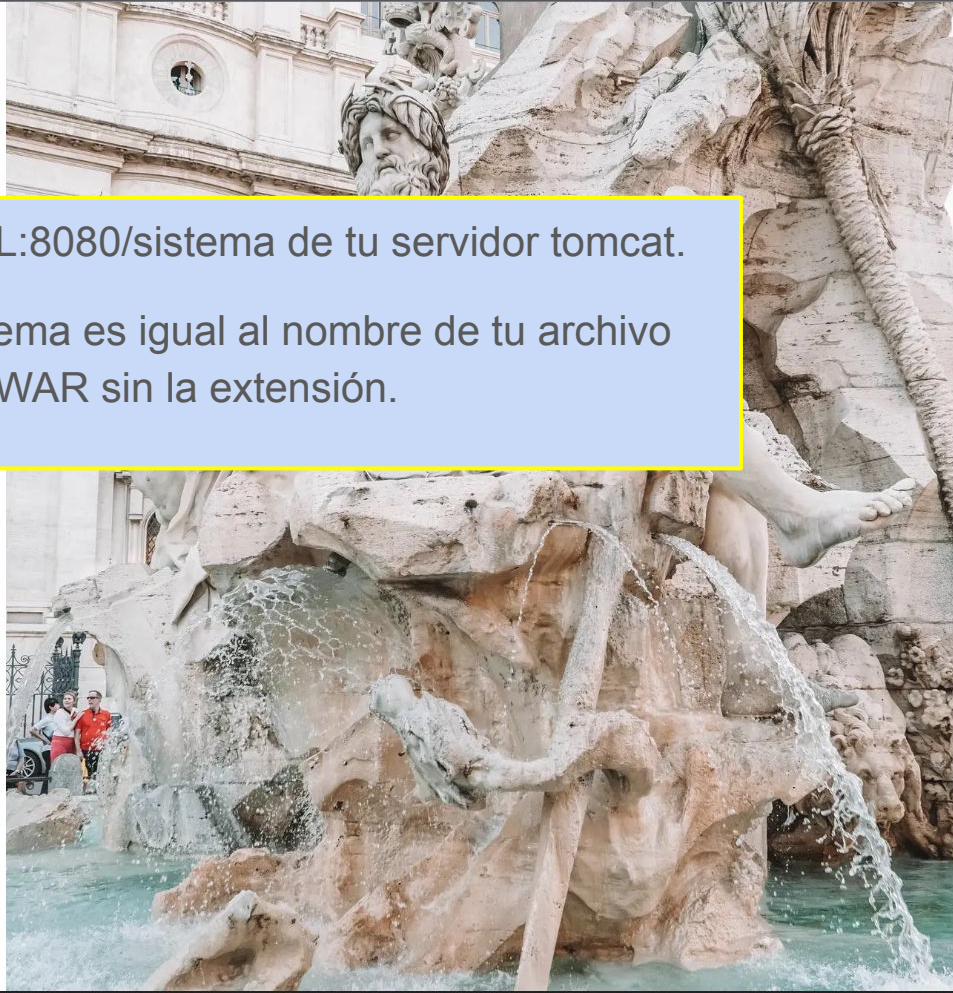 L:8080/sistema de tu servidor tomcat.
ema es igual al nombre de tu archivo
WAR sin la extensión.